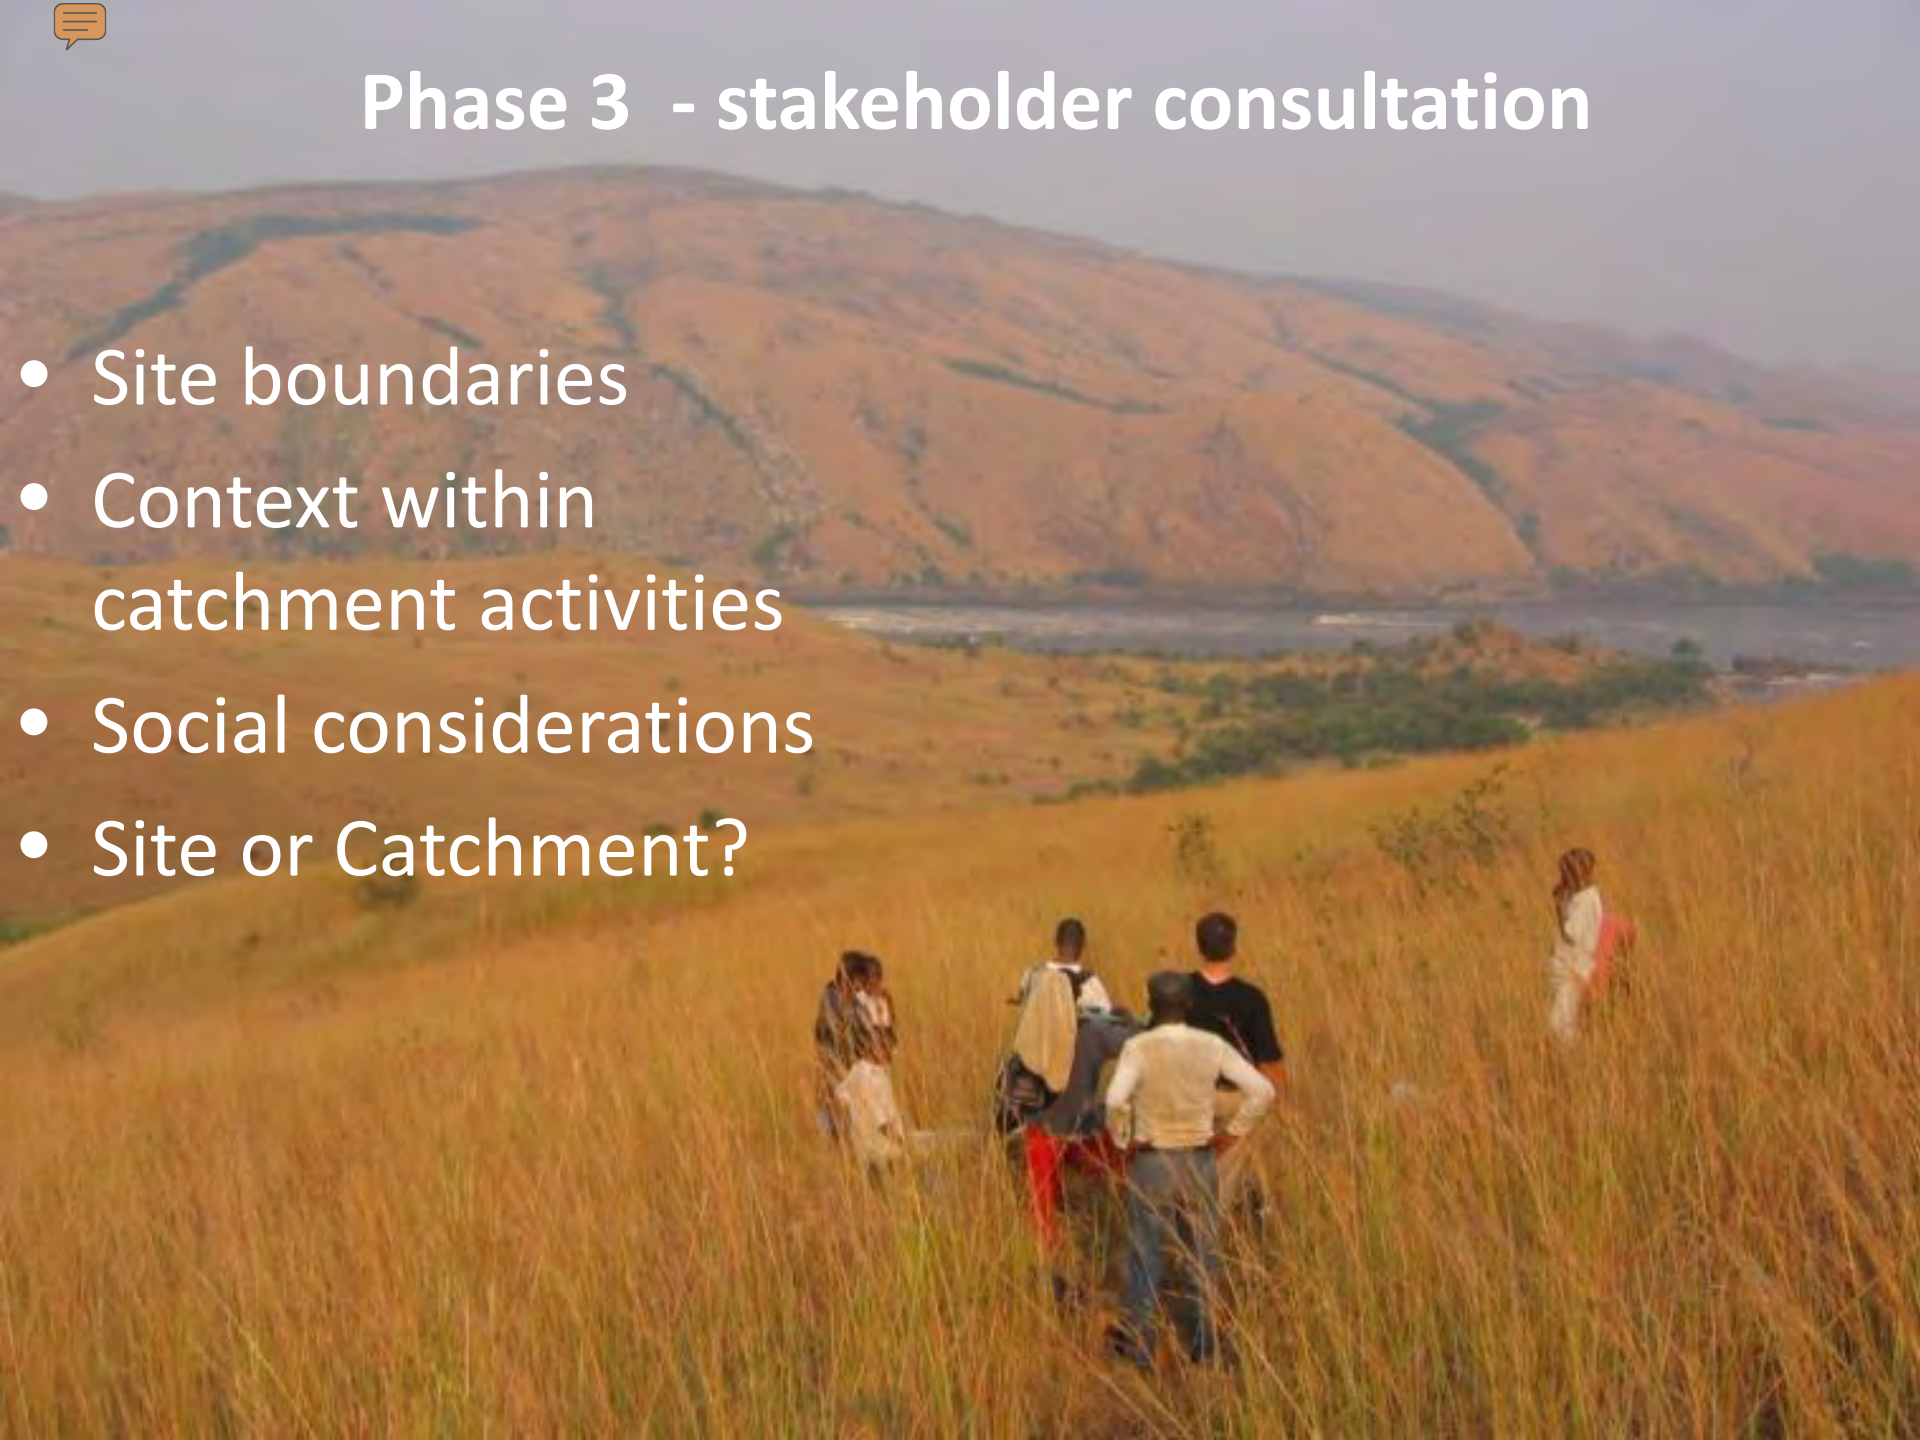 Phase 3  - stakeholder consultation
• Site boundaries
• Context within
catchment activities
• Social considerations
• Site or Catchment?